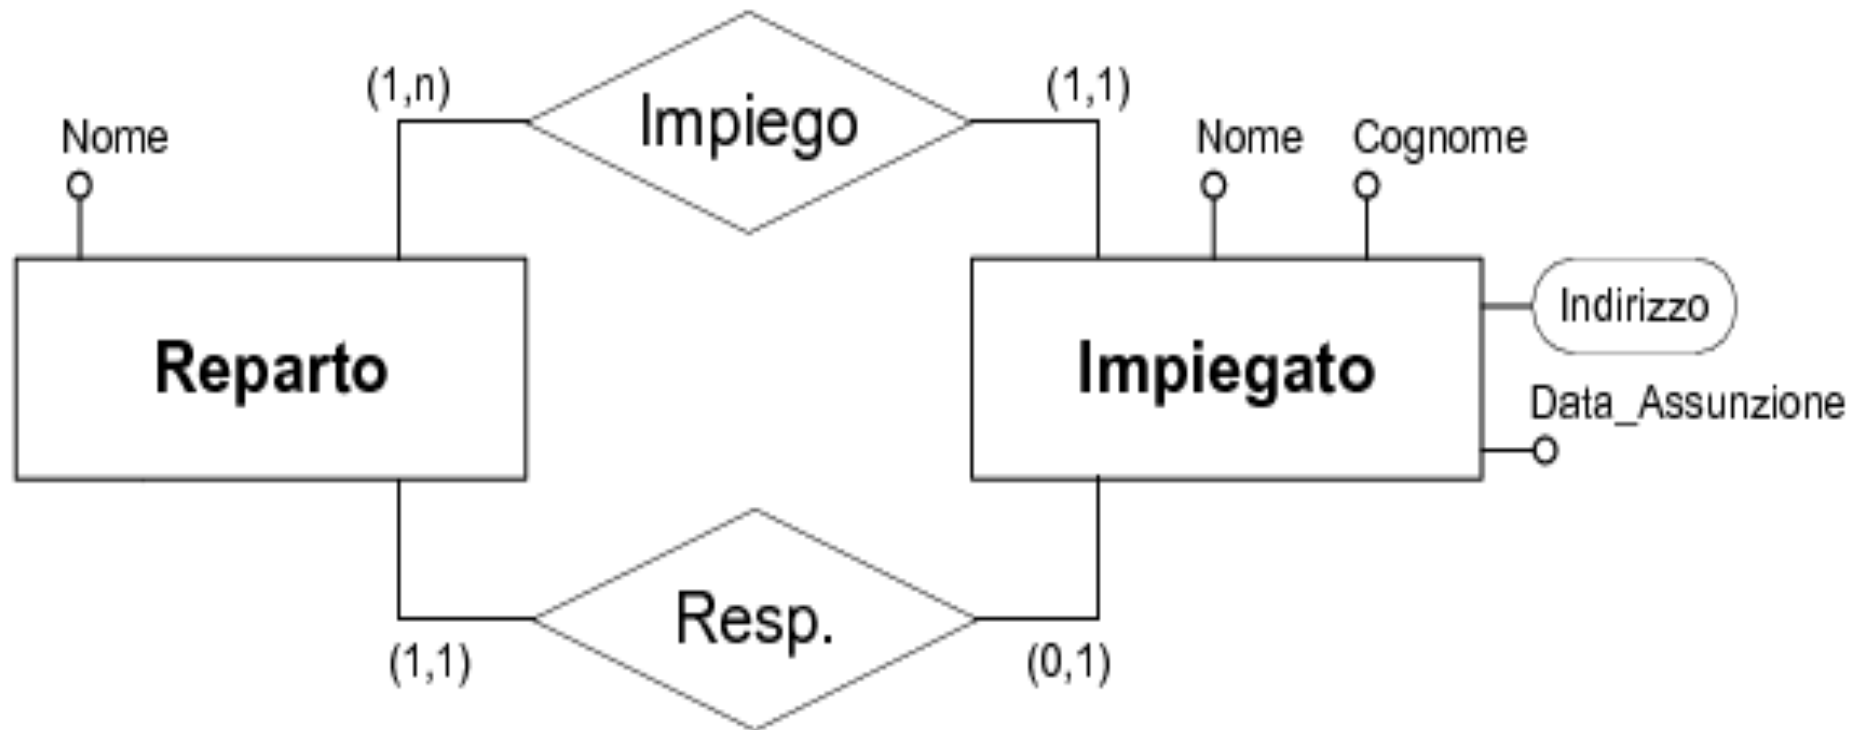 (1,n)
Impiego
(1,1)
Nome
Nome
Cognome
Reparto
Impiegato
Indirizzo
Data_Assunzione
(1,1)
Resp.
(0,1)